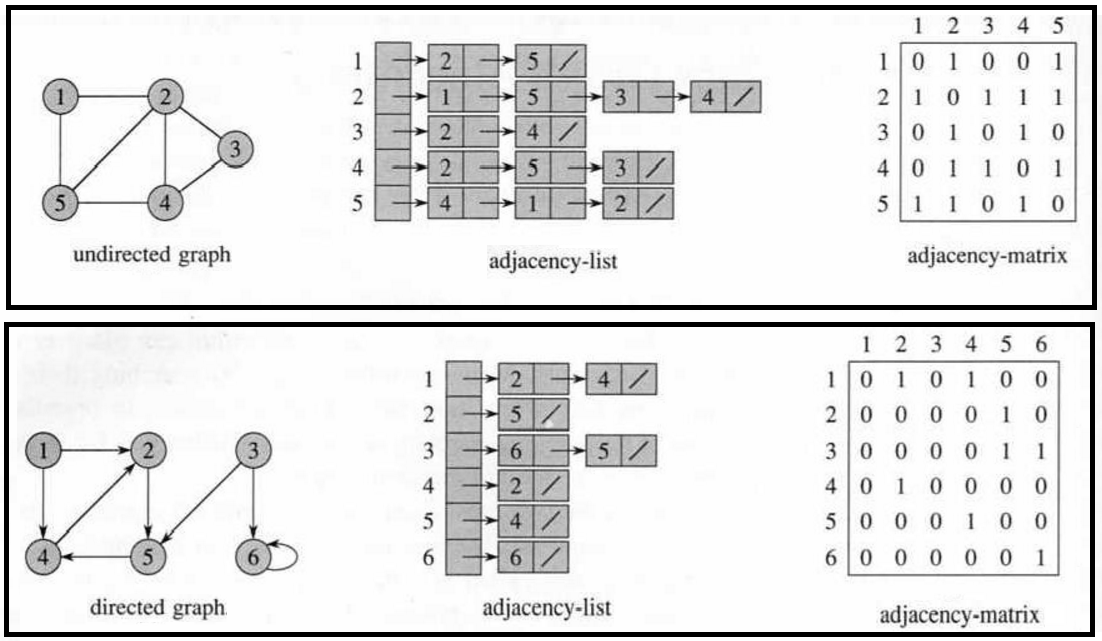 1 2
3
5 4
undirected graph
1 2 5 /
2 1 5 3 4 /
3 2 4 /
4 2 5 3 /
5 4 1 2 /
adjacency-list
1 2 3 4 5
1 0 1 0 0 1
2 1 0 1 1 1
3 0 1 0 1 0
4 0 1 1 0 1
5 1 1 0 1 0
adjacency-matrix
1 2 3
4 5 6
directed graph
1 2 4 /
2 5 /
3 6 5 /
4 2 /
5 4 /
6 6 /
adjacency-list
1 2 3 4 5 6
1 0 1 0 1 0 0
2 0 0 0 0 1 0
3 0 0 0 0 1 1
4 0 1 0 0 0 0
5 0 0 0 1 0 0
6 0 0 0 0 0 1
adjacency-matrix